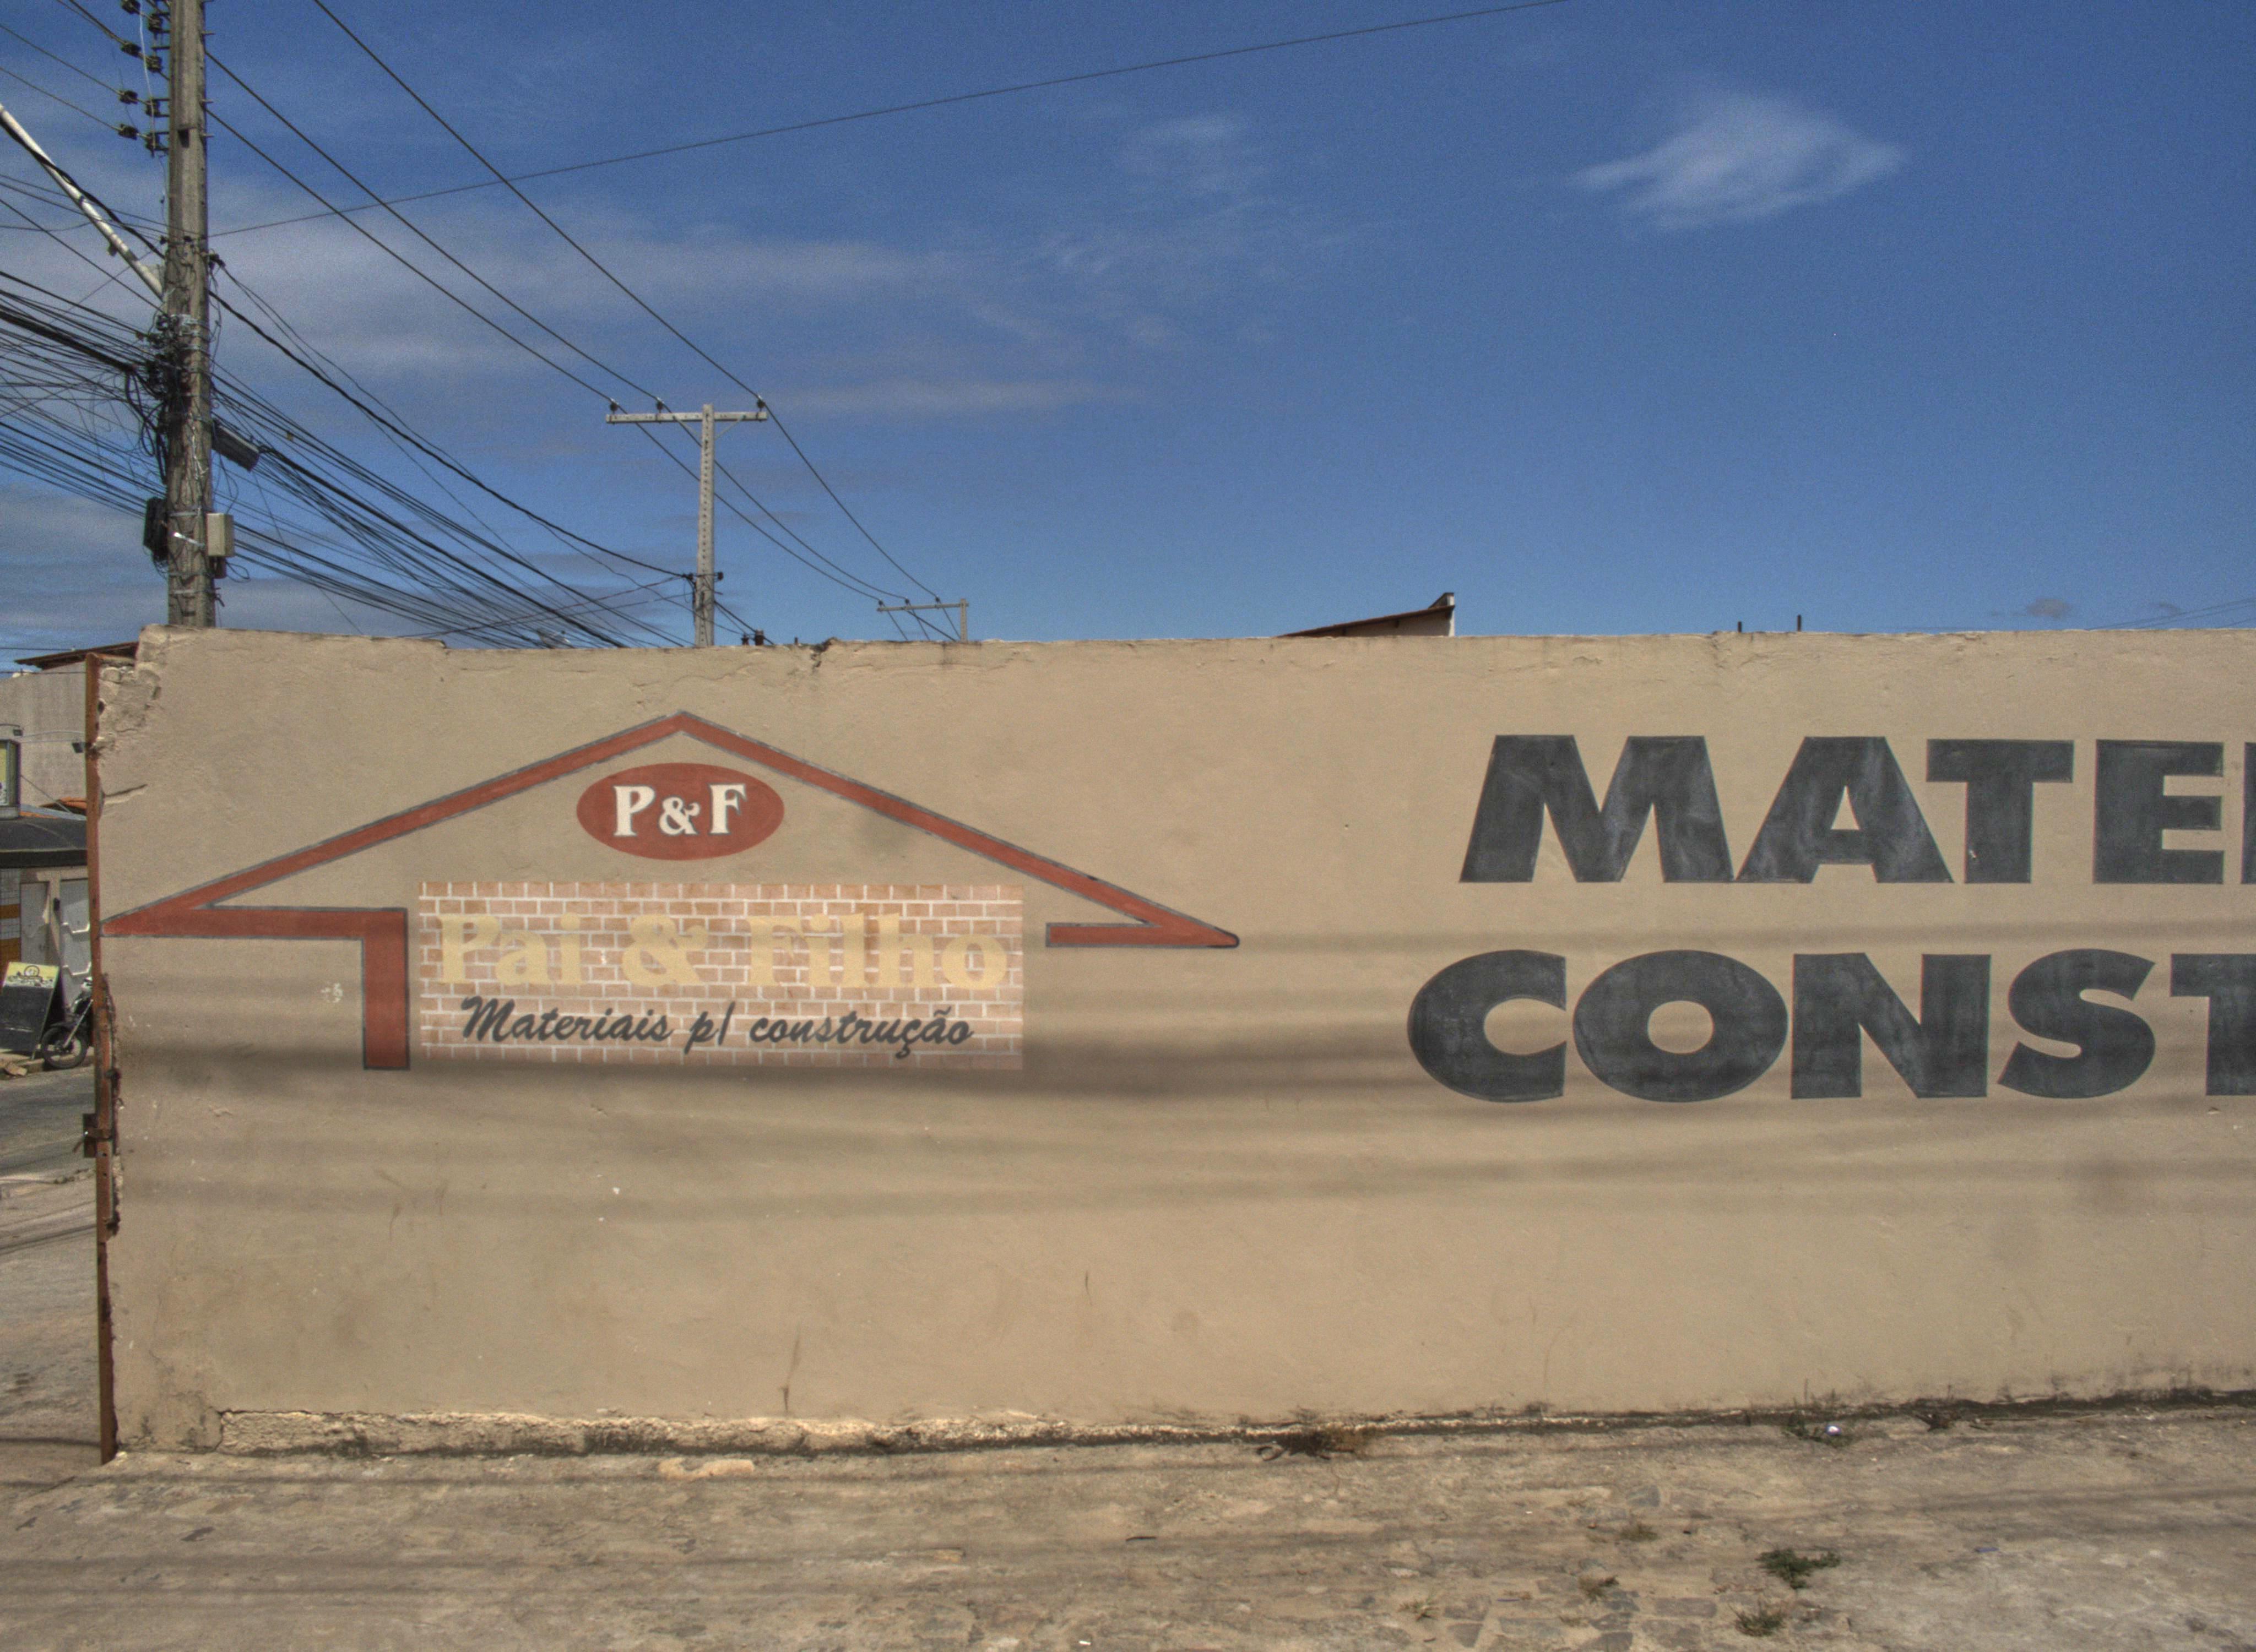 P&F
Pai & Filho
Materiais p/ construção
MATE
CONST